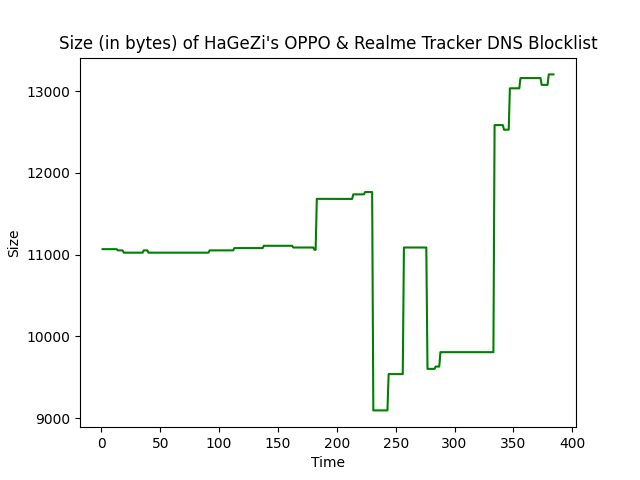 Size (in bytes) of HaGeZi's OPPO & Realme Tracker DNS Blocklist
13000
12000
11000
10000
9000
Size
0 50 100 150 200 250 300 350 400
Time